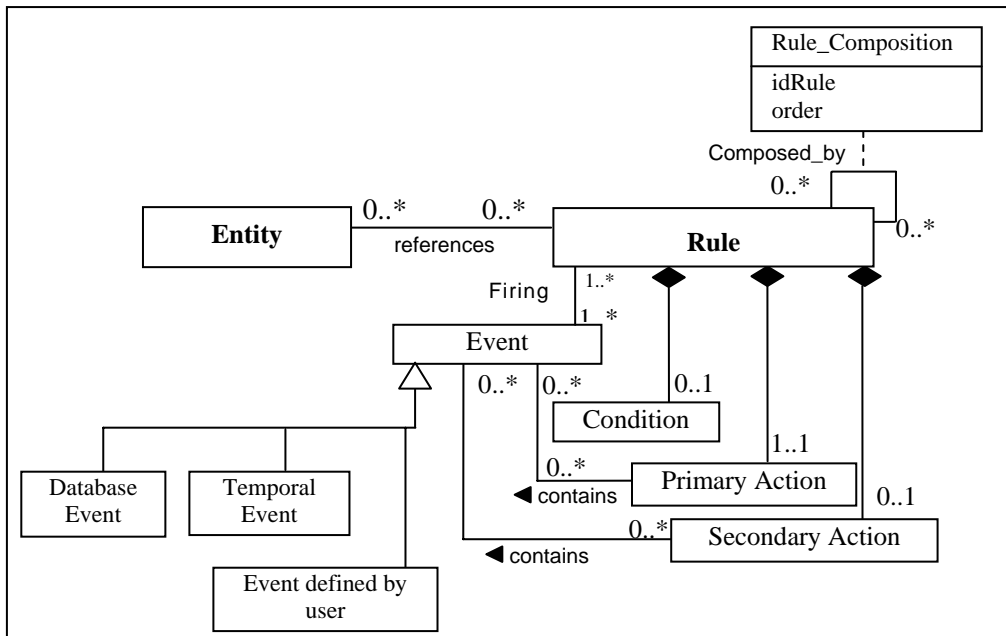 Rule_Composition
idRule
order
Composed_by
0..*
0..*
Entity
0..*
0..*
references
Rule
Firing
1..*
1..*
Event
0..*
0..*
0..1
Condition
1..1
0..*
Primary Action
contains
0..1
0..*
Secondary Action
contains
Database
Event
Temporal
Event
Event defined by
user